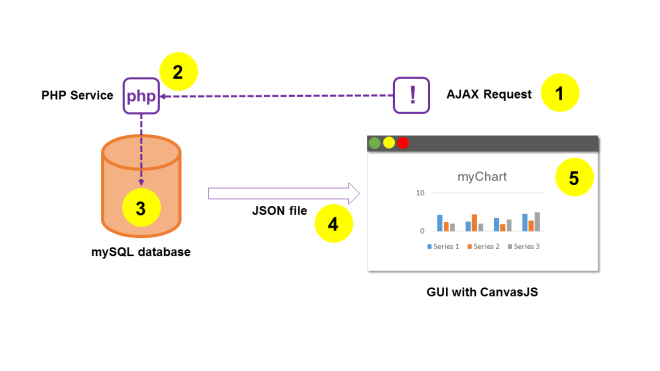 2
PHP Service
php
!
AJAX Request
1
3
mySQL database
JSON file
4
myChart
5
10
0
Series 1
Series 2
Series 3
GUI with CanvasJS